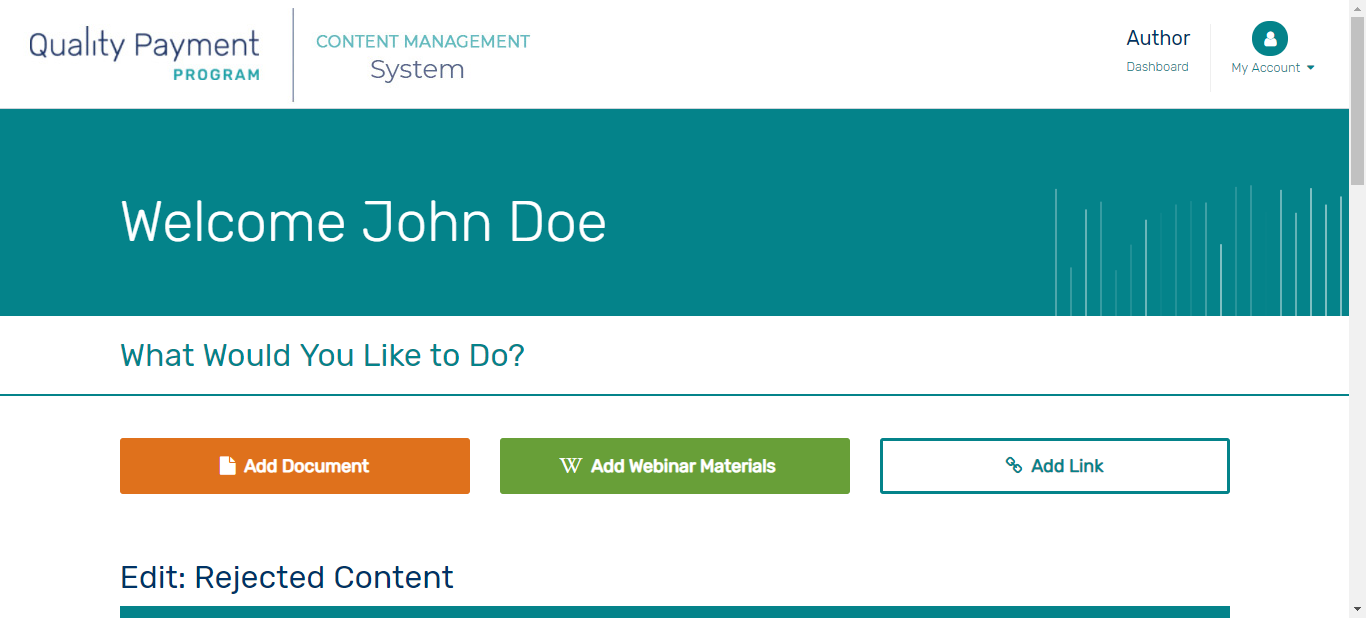 Quality Payment
PROGRAM
CONTENT MANAGEMENT
System
Author
Dashboard
My Account
Welcome John Doe
What Would You Like to Do?
Add Document
W Add Webinar Materials
Add Link
Edit: Rejected Content